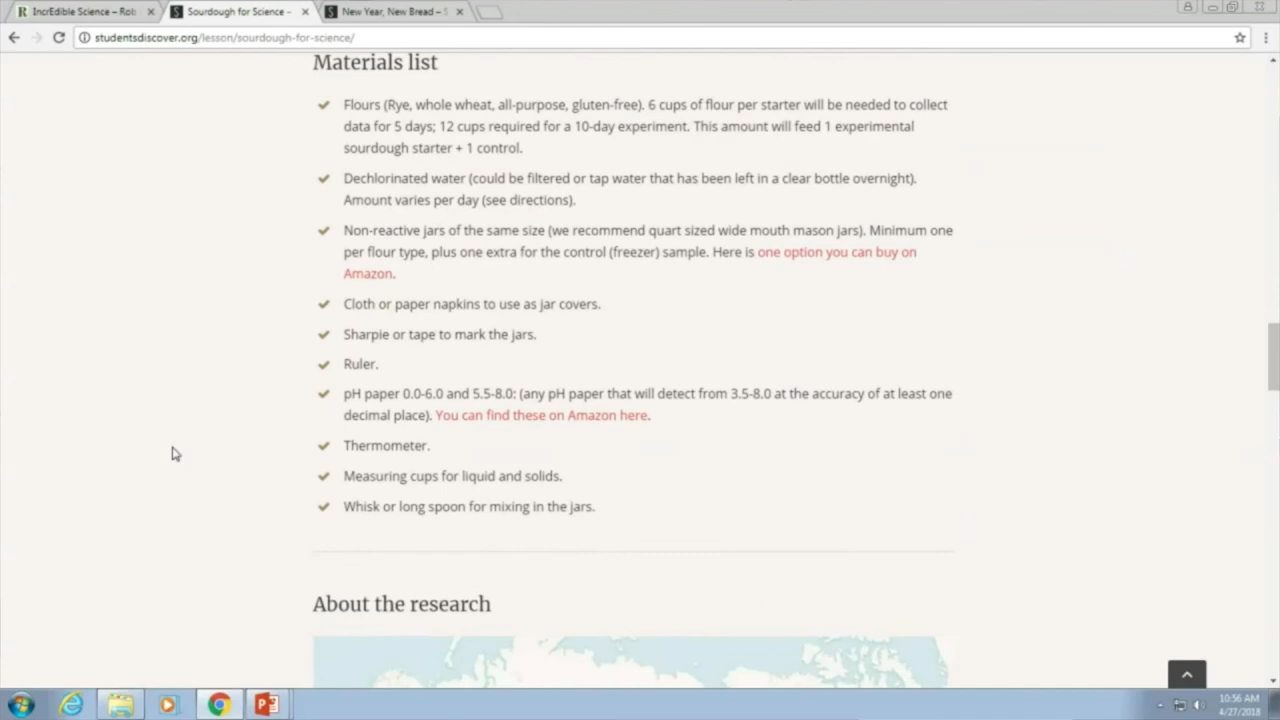 IncrEdible Science – Rob
Sourdough for Science –
New Year, New Bread – S
studentsdiscover.org/lesson/sourdough-for-science/
Materials list
Flours (Rye, whole wheat, all-purpose, gluten-free). 6 cups of flour per starter will be needed to collect
data for 5 days; 12 cups required for a 10-day experiment. This amount will feed 1 experimental
sourdough starter + 1 control.
Dechlorinated water (could be filtered or tap water that has been left in a clear bottle overnight).
Amount varies per day (see directions).
Non-reactive jars of the same size (we recommend quart sized wide mouth mason jars). Minimum one
per flour type, plus one extra for the control (freezer) sample. Here is one option you can buy on
Amazon.
Cloth or paper napkins to use as jar covers.
Sharpie or tape to mark the jars.
Ruler.
pH paper 0.0-6.0 and 5.5-8.0: (any pH paper that will detect from 3.5-8.0 at the accuracy of at least one
decimal place). You can find these on Amazon here.
Thermometer.
Measuring cups for liquid and solids.
Whisk or long spoon for mixing in the jars.
About the research
10:56 AM
4/27/2018